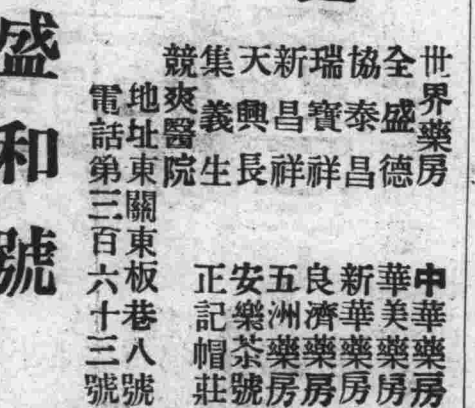 世界藥房
全盛德
協泰昌
瑞寶祥
新昌祥
天興長
集義生
競爽醫院
中華藥房
華美藥房
新華藥房
良濟藥房
五洲藥房
安樂茶號
正記帽莊
地址東關東板巷八號
電話第三百六十三號
盛和號